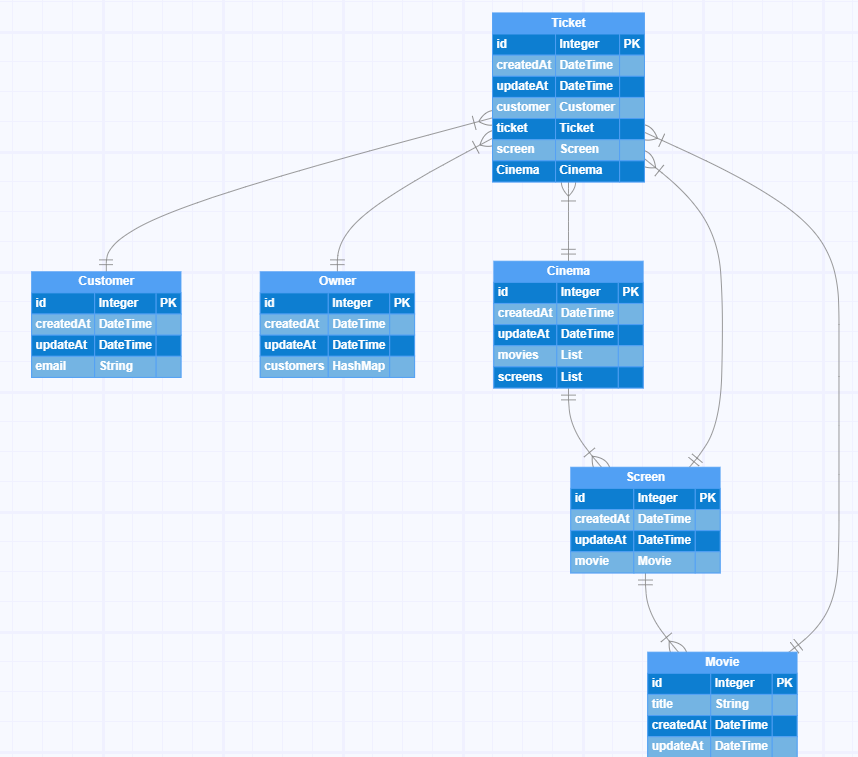 Ticket
id Integer PK
createdAt DateTime
updateAt DateTime
customer Customer
ticket Ticket
screen Screen
Cinema Cinema
Customer
id Integer PK
createdAt DateTime
updateAt DateTime
email String
Owner
id Integer PK
createdAt DateTime
updateAt DateTime
customers HashMap
Cinema
id Integer PK
createdAt DateTime
updateAt DateTime
movies List
screens List
Screen
id Integer PK
createdAt DateTime
updateAt DateTime
movie Movie
Movie
id Integer PK
title String
createdAt DateTime
updateAt DateTime